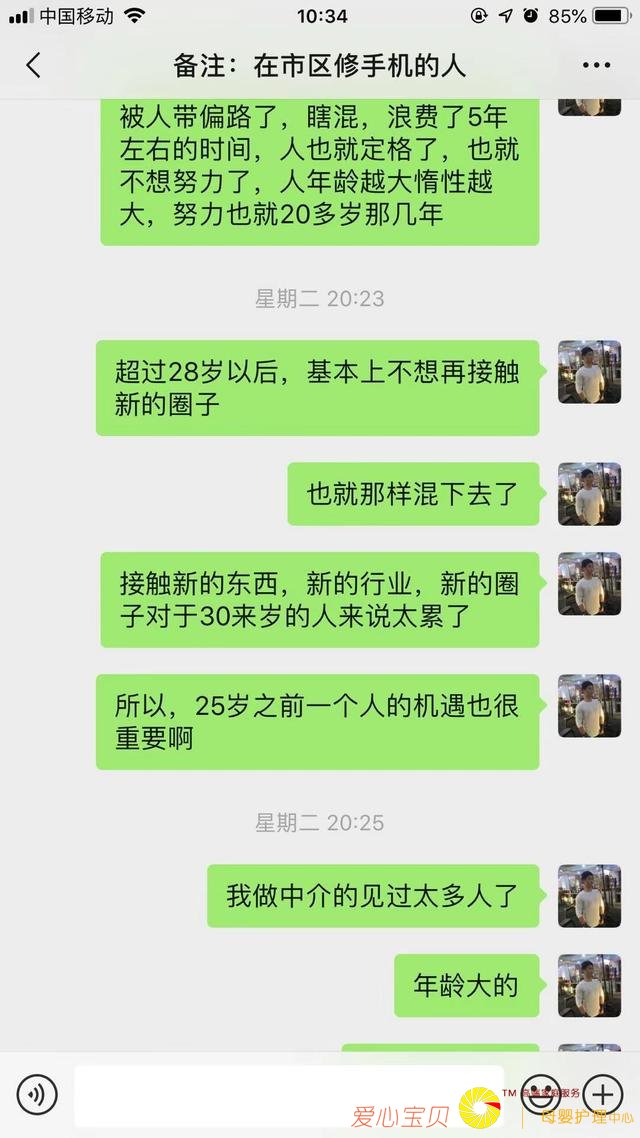 中国移动
10:34
85%
备注：在市区修手机的人
被人带偏路了，瞎混，浪费了5年
左右的时间，人也就定格了，也就
不想努力了，人年龄越大惰性越
大，努力也就20多岁那几年
星期二 20:23
超过28岁以后，基本上不想再接触
新的圈子
也就那样混下去了
接触新的东西，新的行业，新的圈
子对于30来岁的人来说太累了
所以，25岁之前一个人的机遇也很
重要啊
星期二 20:25
我做中介的见过太多人了
年龄大的
爱心宝贝
TM 高端家庭服务
母婴护理中心